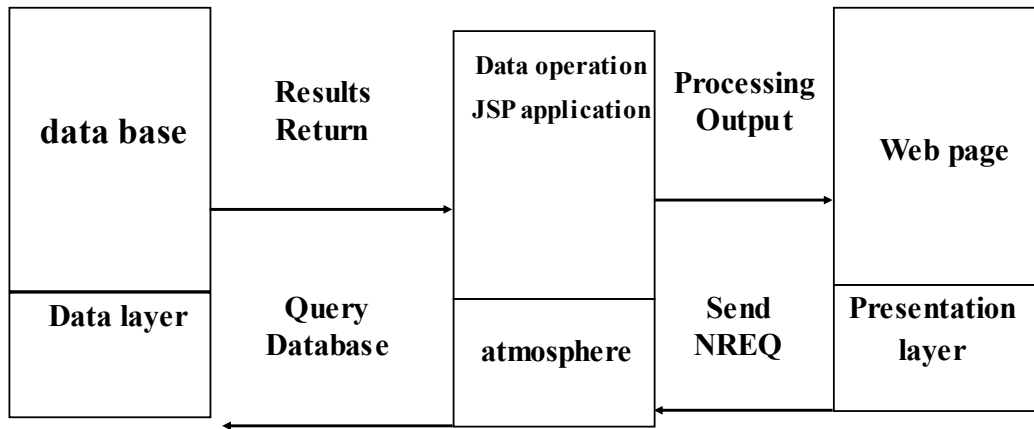 data base
Data layer
Results
Return
Query
Database
Data operation
JSP application
atmosphere
Processing
Output
Send
NREQ
Web page
Presentation
layer